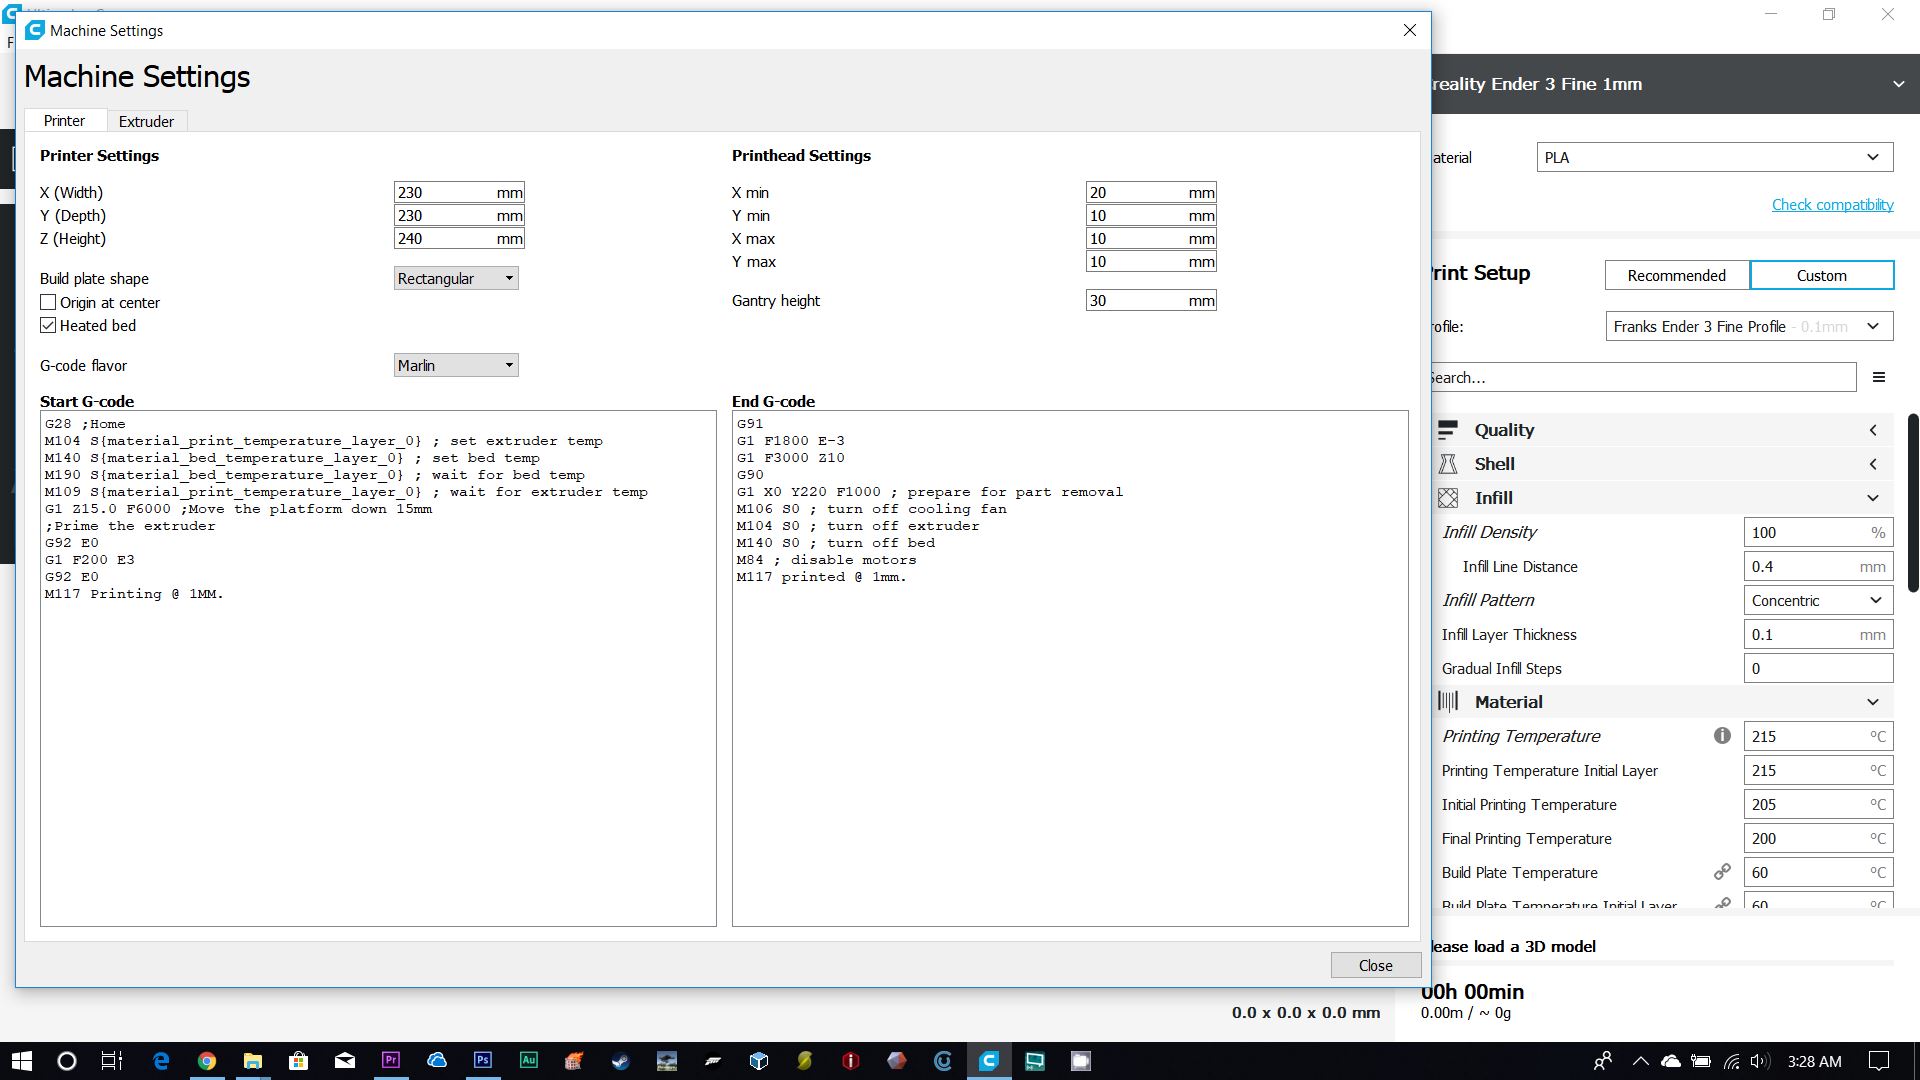 Machine Settings
Machine Settings
Printer
Extruder
Printer Settings
X (Width)
230 mm
Y (Depth)
230 mm
Z (Height)
240 mm
Build plate shape
Rectangular
Origin at center
Heated bed
G-code flavor
Marlin
Printhead Settings
X min
20 mm
Y min
10 mm
X max
10 mm
Y max
10 mm
Gantry height
30 mm
Start G-code
G28 ;Home
M104 S{material_print_temperature_layer_0} ; set extruder temp
M140 S{material_bed_temperature_layer_0} ; set bed temp
M190 S{material_bed_temperature_layer_0} ; wait for bed temp
M109 S{material_print_temperature_layer_0} ; wait for extruder temp
G1 Z15.0 F6000 ;Move the platform down 15mm
;Prime the extruder
G92 E0
G1 F200 E3
G92 E0
M117 Printing @ 1MM.
End G-code
G91
G1 F1800 E-3
G1 F3000 Z10
G90
G1 X0 Y220 F1000 ; prepare for part removal
M106 S0 ; turn off cooling fan
M104 S0 ; turn off extruder
M140 S0 ; turn off bed
M84 ; disable motors
M117 printed @ 1mm.
Close
reality Ender 3 Fine 1mm
aterial
PLA
Check compatibility
rint Setup
Recommended
Custom
ofile:
Franks Ender 3 Fine Profile - 0.1mm
Search...
Quality
Shell
Infill
Infill Density
100 %
Infill Line Distance
0.4 mm
Infill Pattern
Concentric
Infill Layer Thickness
0.1 mm
Gradual Infill Steps
0
Material
Printing Temperature
215 °C
Printing Temperature Initial Layer
215 °C
Initial Printing Temperature
205 °C
Final Printing Temperature
200 °C
Build Plate Temperature
60 °C
Build Plate Temperature Initial Layer
60 °C
lease load a 3D model
00h 00min
0.00m / ~ 0g
0.0 x 0.0 x 0.0 mm
Pr
Ps
Au
3:28 AM